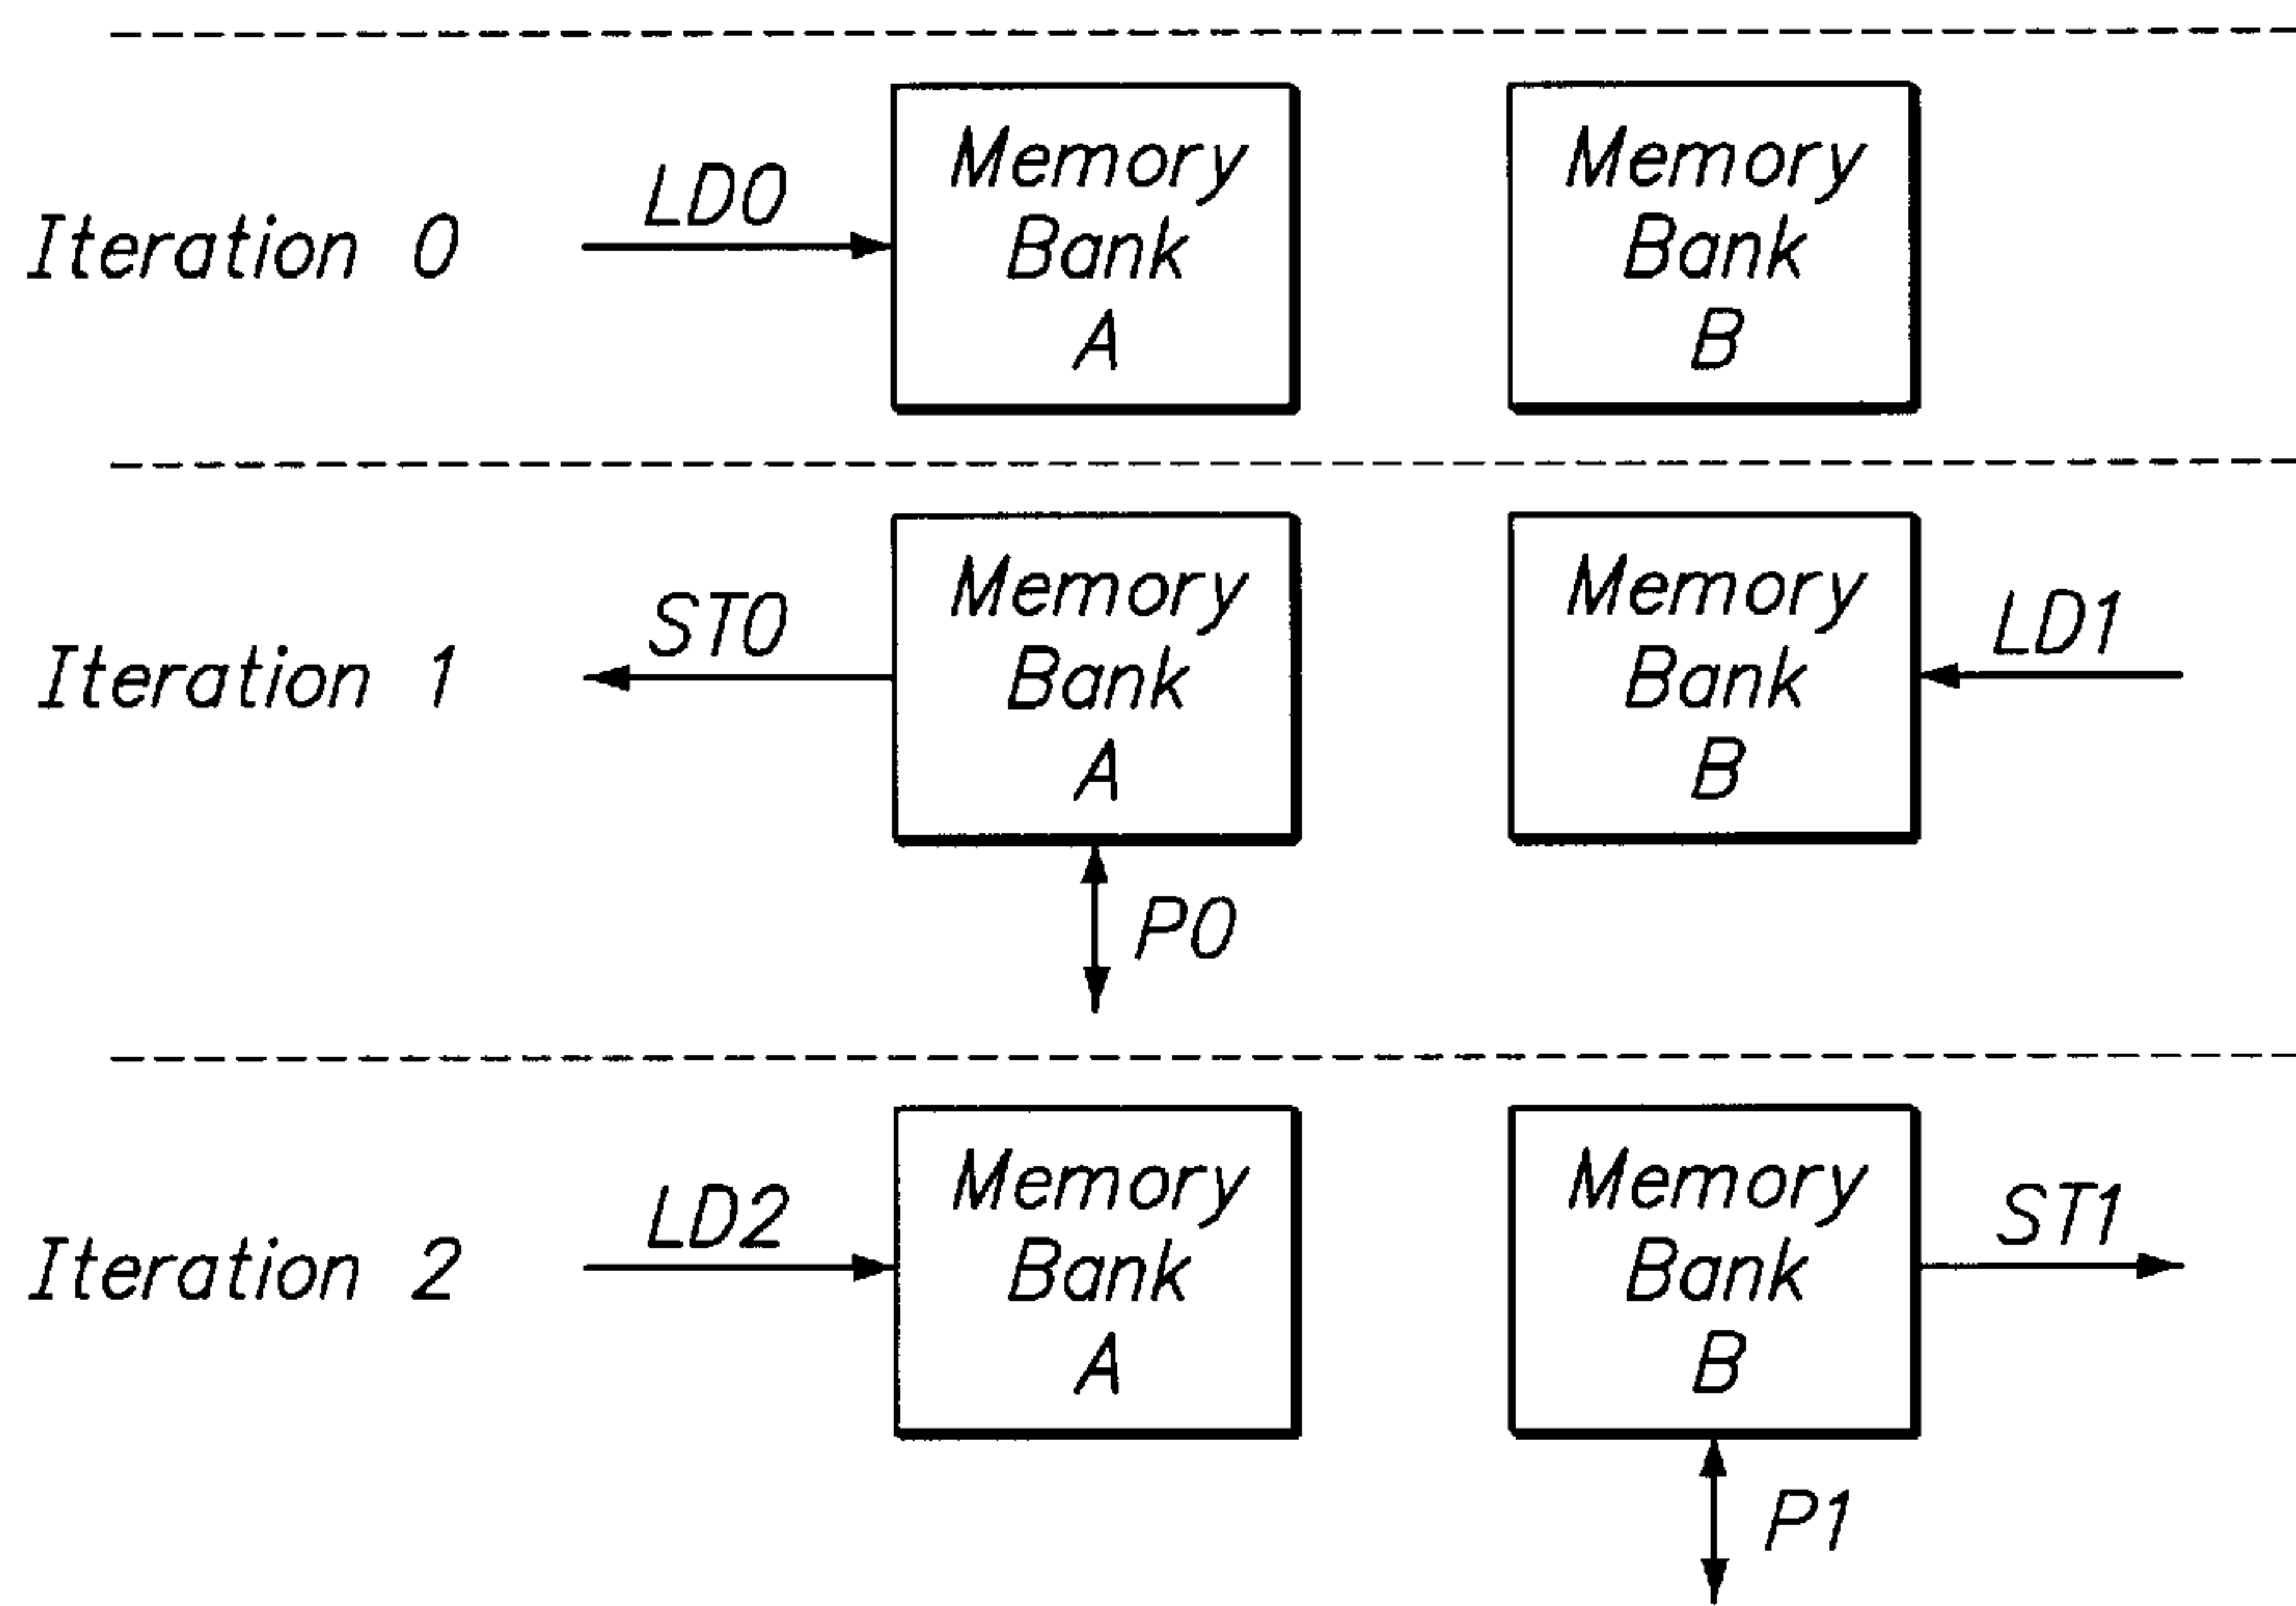 Iteration 0
LD0
Memory
Bank
A
Memory
Bank
B
Iteration 1
ST0
Memory
Bank
A
Memory
Bank
B
LD1
P0
Iteration 2
LD2
Memory
Bank
A
Memory
Bank
B
ST1
P1